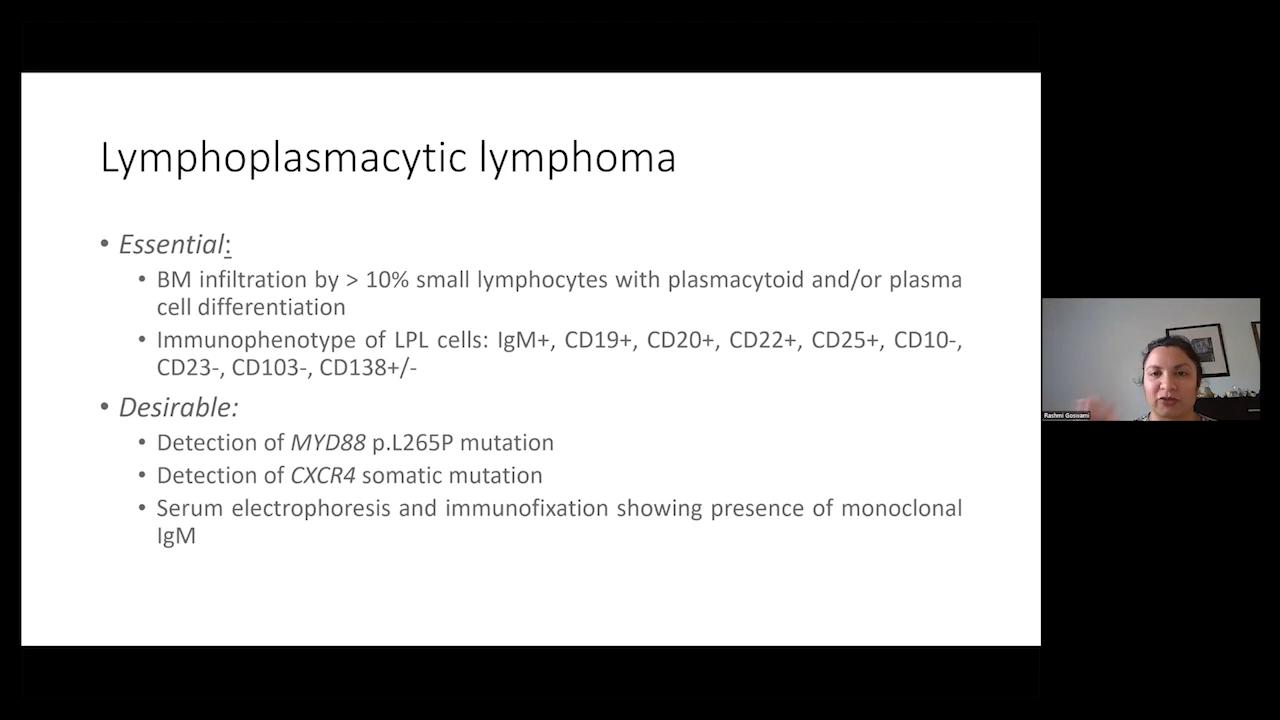 Lymphoplasmacytic lymphoma
• Essential:
• BM infiltration by > 10% small lymphocytes with plasmacytoid and/or plasma
cell differentiation
• Immunophenotype of LPL cells: IgM+, CD19+, CD20+, CD22+, CD25+, CD10-,
CD23-, CD103-, CD138+/-
• Desirable:
• Detection of MYD88 p.L265P mutation
• Detection of CXCR4 somatic mutation
• Serum electrophoresis and immunofixation showing presence of monoclonal
IgM
Rashmi Goswami